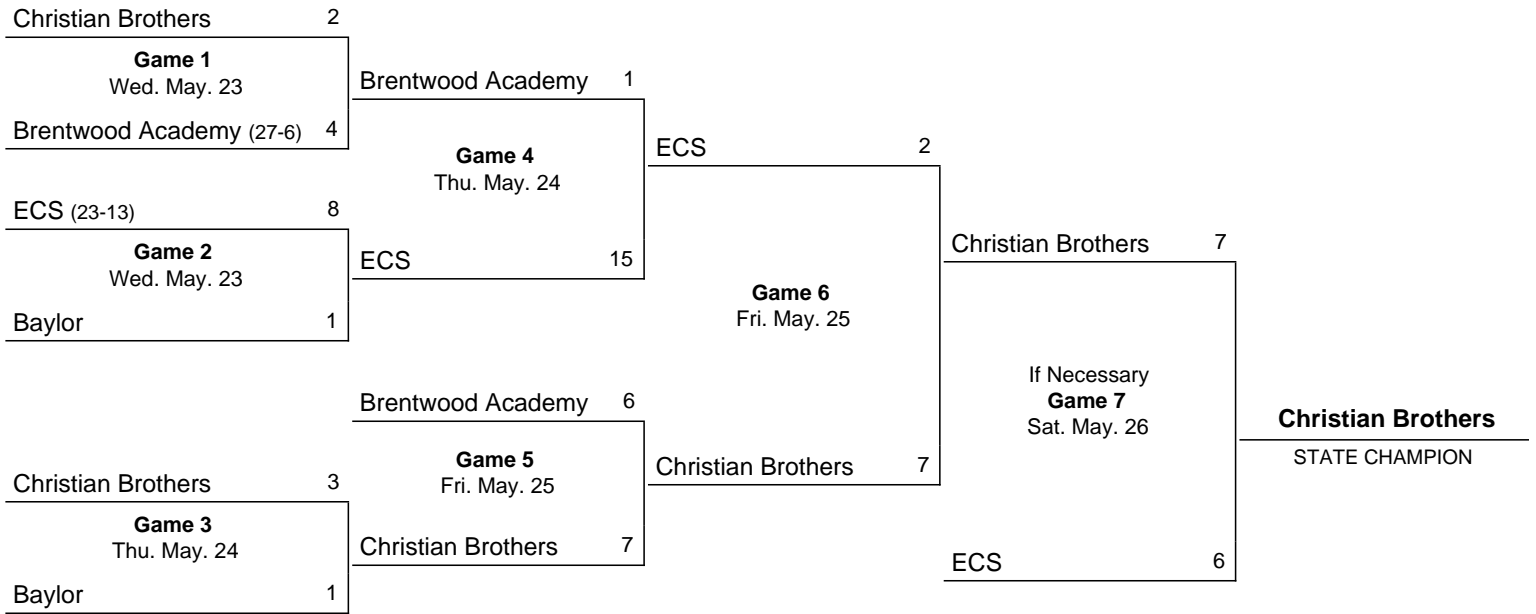 Christian Brothers 2
Game 1
Wed. May. 23
Brentwood Academy (27-6) 4
ECS (23-13) 8
Game 2
Wed. May. 23
Baylor 1
Christian Brothers 3
Game 3
Thu. May. 24
Baylor 1
Brentwood Academy 1
Game 4
Thu. May. 24
ECS 15
Brentwood Academy 6
Game 5
Fri. May. 25
Christian Brothers 7
ECS 2
Game 6
Fri. May. 25
Christian Brothers 7
Christian Brothers 7
If Necessary
Game 7
Sat. May. 26
ECS 6
Christian Brothers
STATE CHAMPION